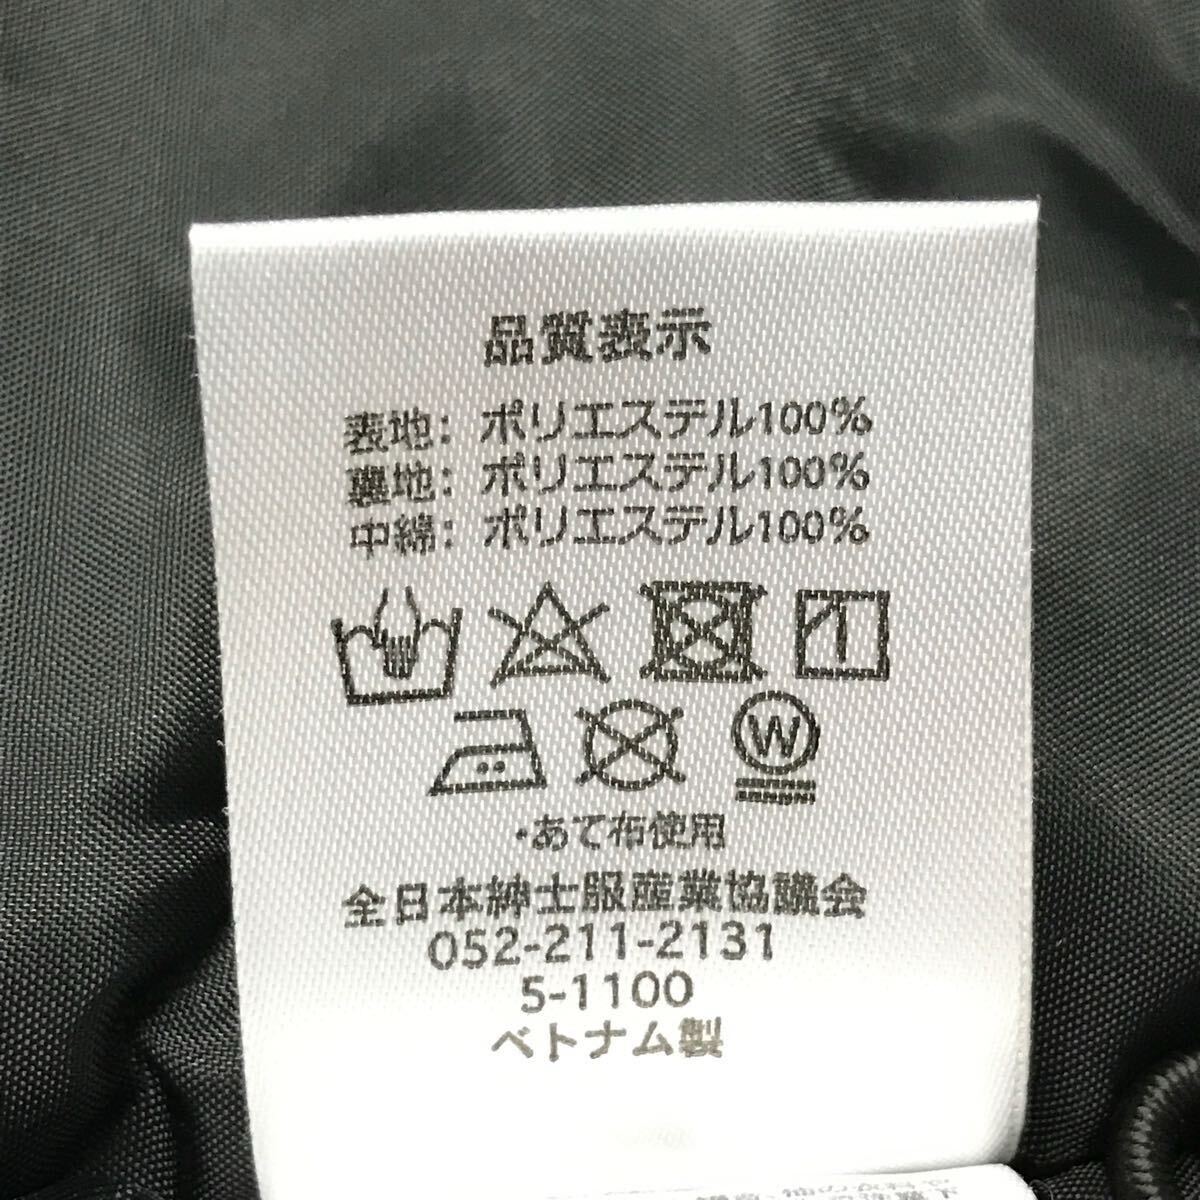 品質表示
表地: ポリエステル100%
裏地: ポリエステル100%
中綿: ポリエステル100%
W
・あて布使用
全日本紳士服産業協議会
052-211-2131
5-1100
ベトナム製